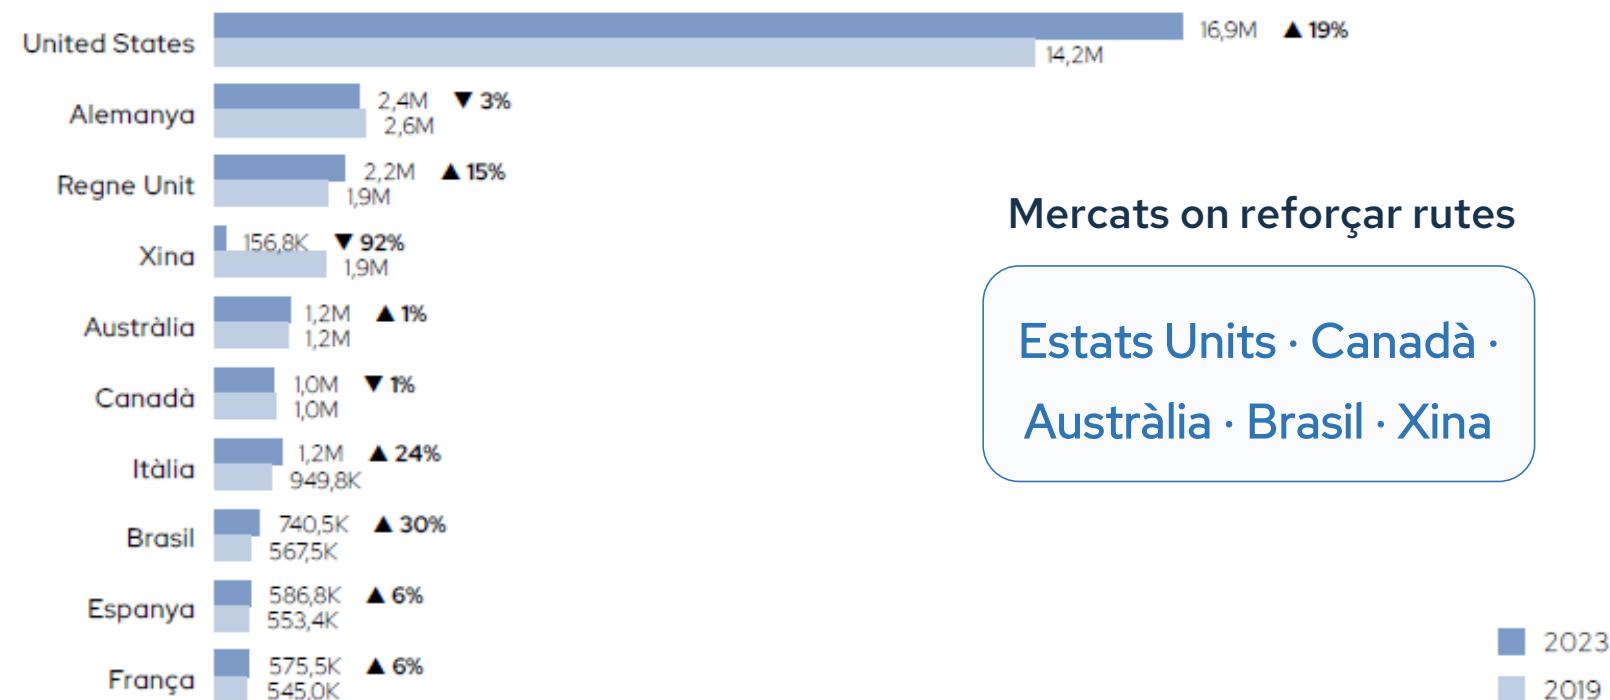 United States
16,9M ▲ 19%
14,2M
Alemanya
2,4M ▼ 3%
2,6M
Regne Unit
2,2M ▲ 15%
1,9M
Xina
156,8K ▼ 92%
1,9M
Austràlia
1,2M ▲ 1%
1,2M
Canadà
1,0M ▼ 1%
1,0M
Itàlia
1,2M ▲ 24%
949,8K
Brasil
740,5K ▲ 30%
567,5K
Espanya
586,8K ▲ 6%
553,4K
França
575,5K ▲ 6%
545,0K
Mercats on reforçar rutes
Estats Units · Canadà ·
Austràlia · Brasil · Xina
2023
2019